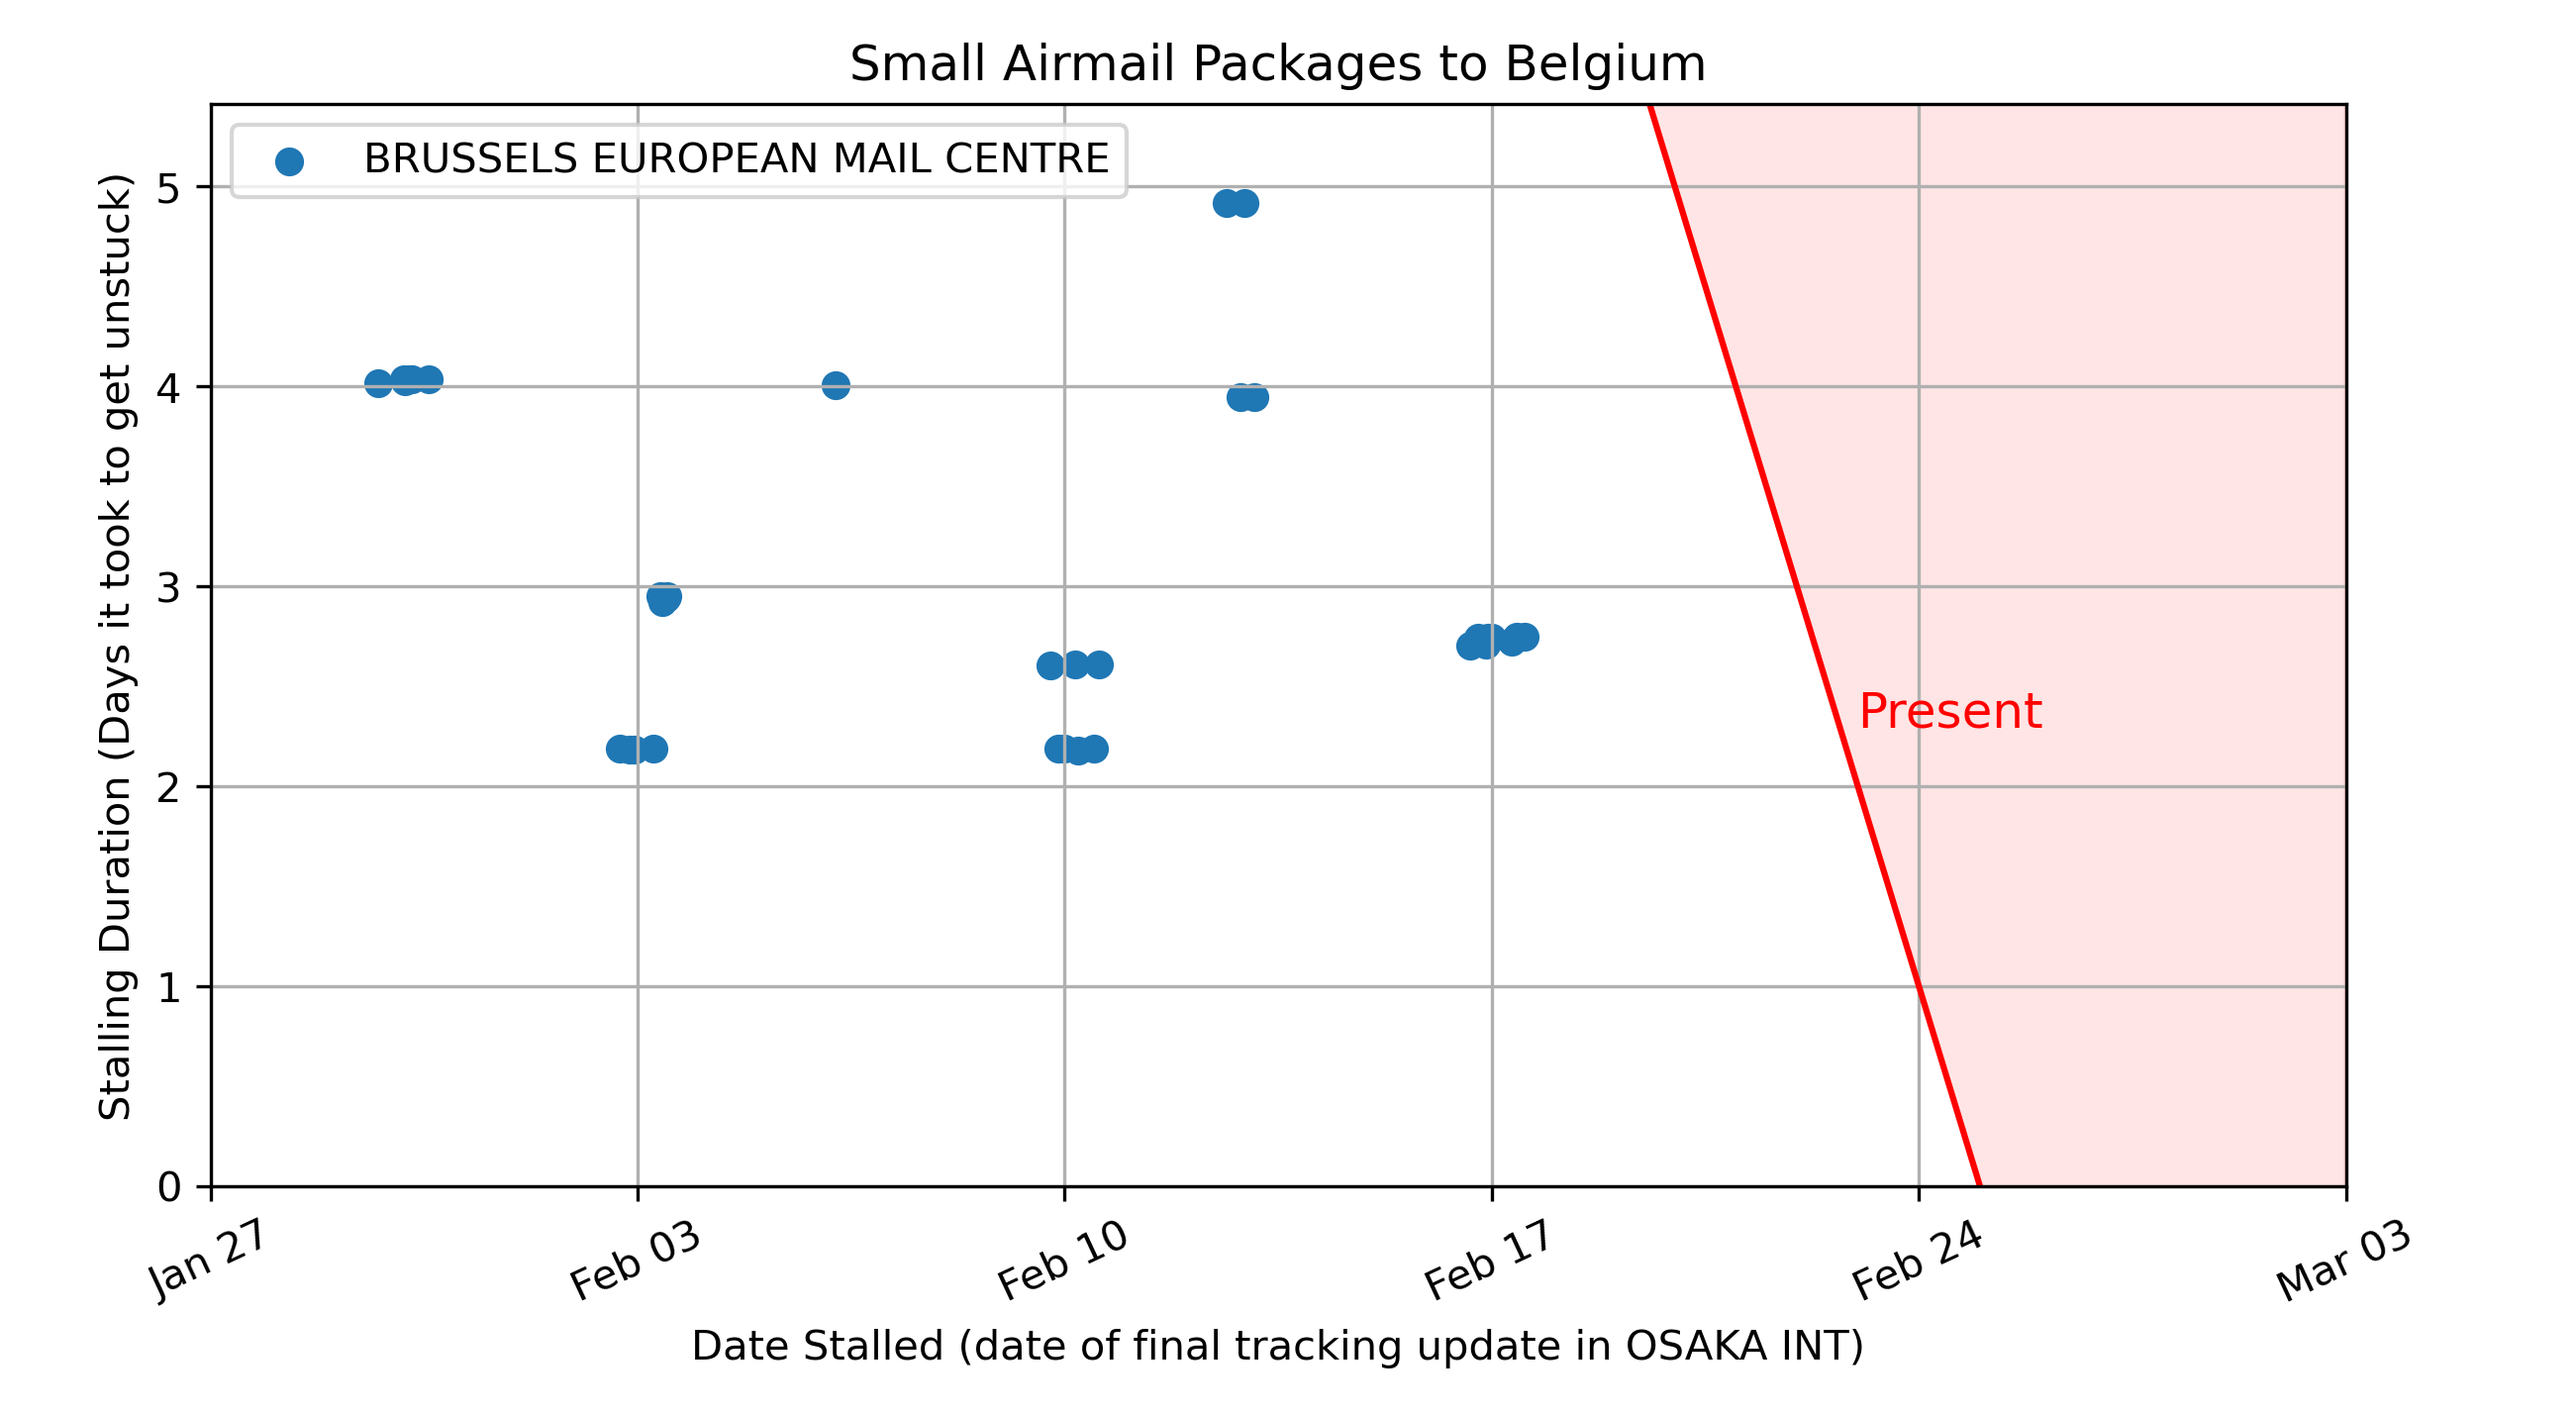 Small Airmail Packages to Belgium
BRUSSELS EUROPEAN MAIL CENTRE
Stalling Duration (Days it took to get unstuck)
5
4
3
2
1
0
Present
Jan 27
Feb 03
Feb 10
Feb 17
Feb 24
Mar 03
Date Stalled (date of final tracking update in OSAKA INT)